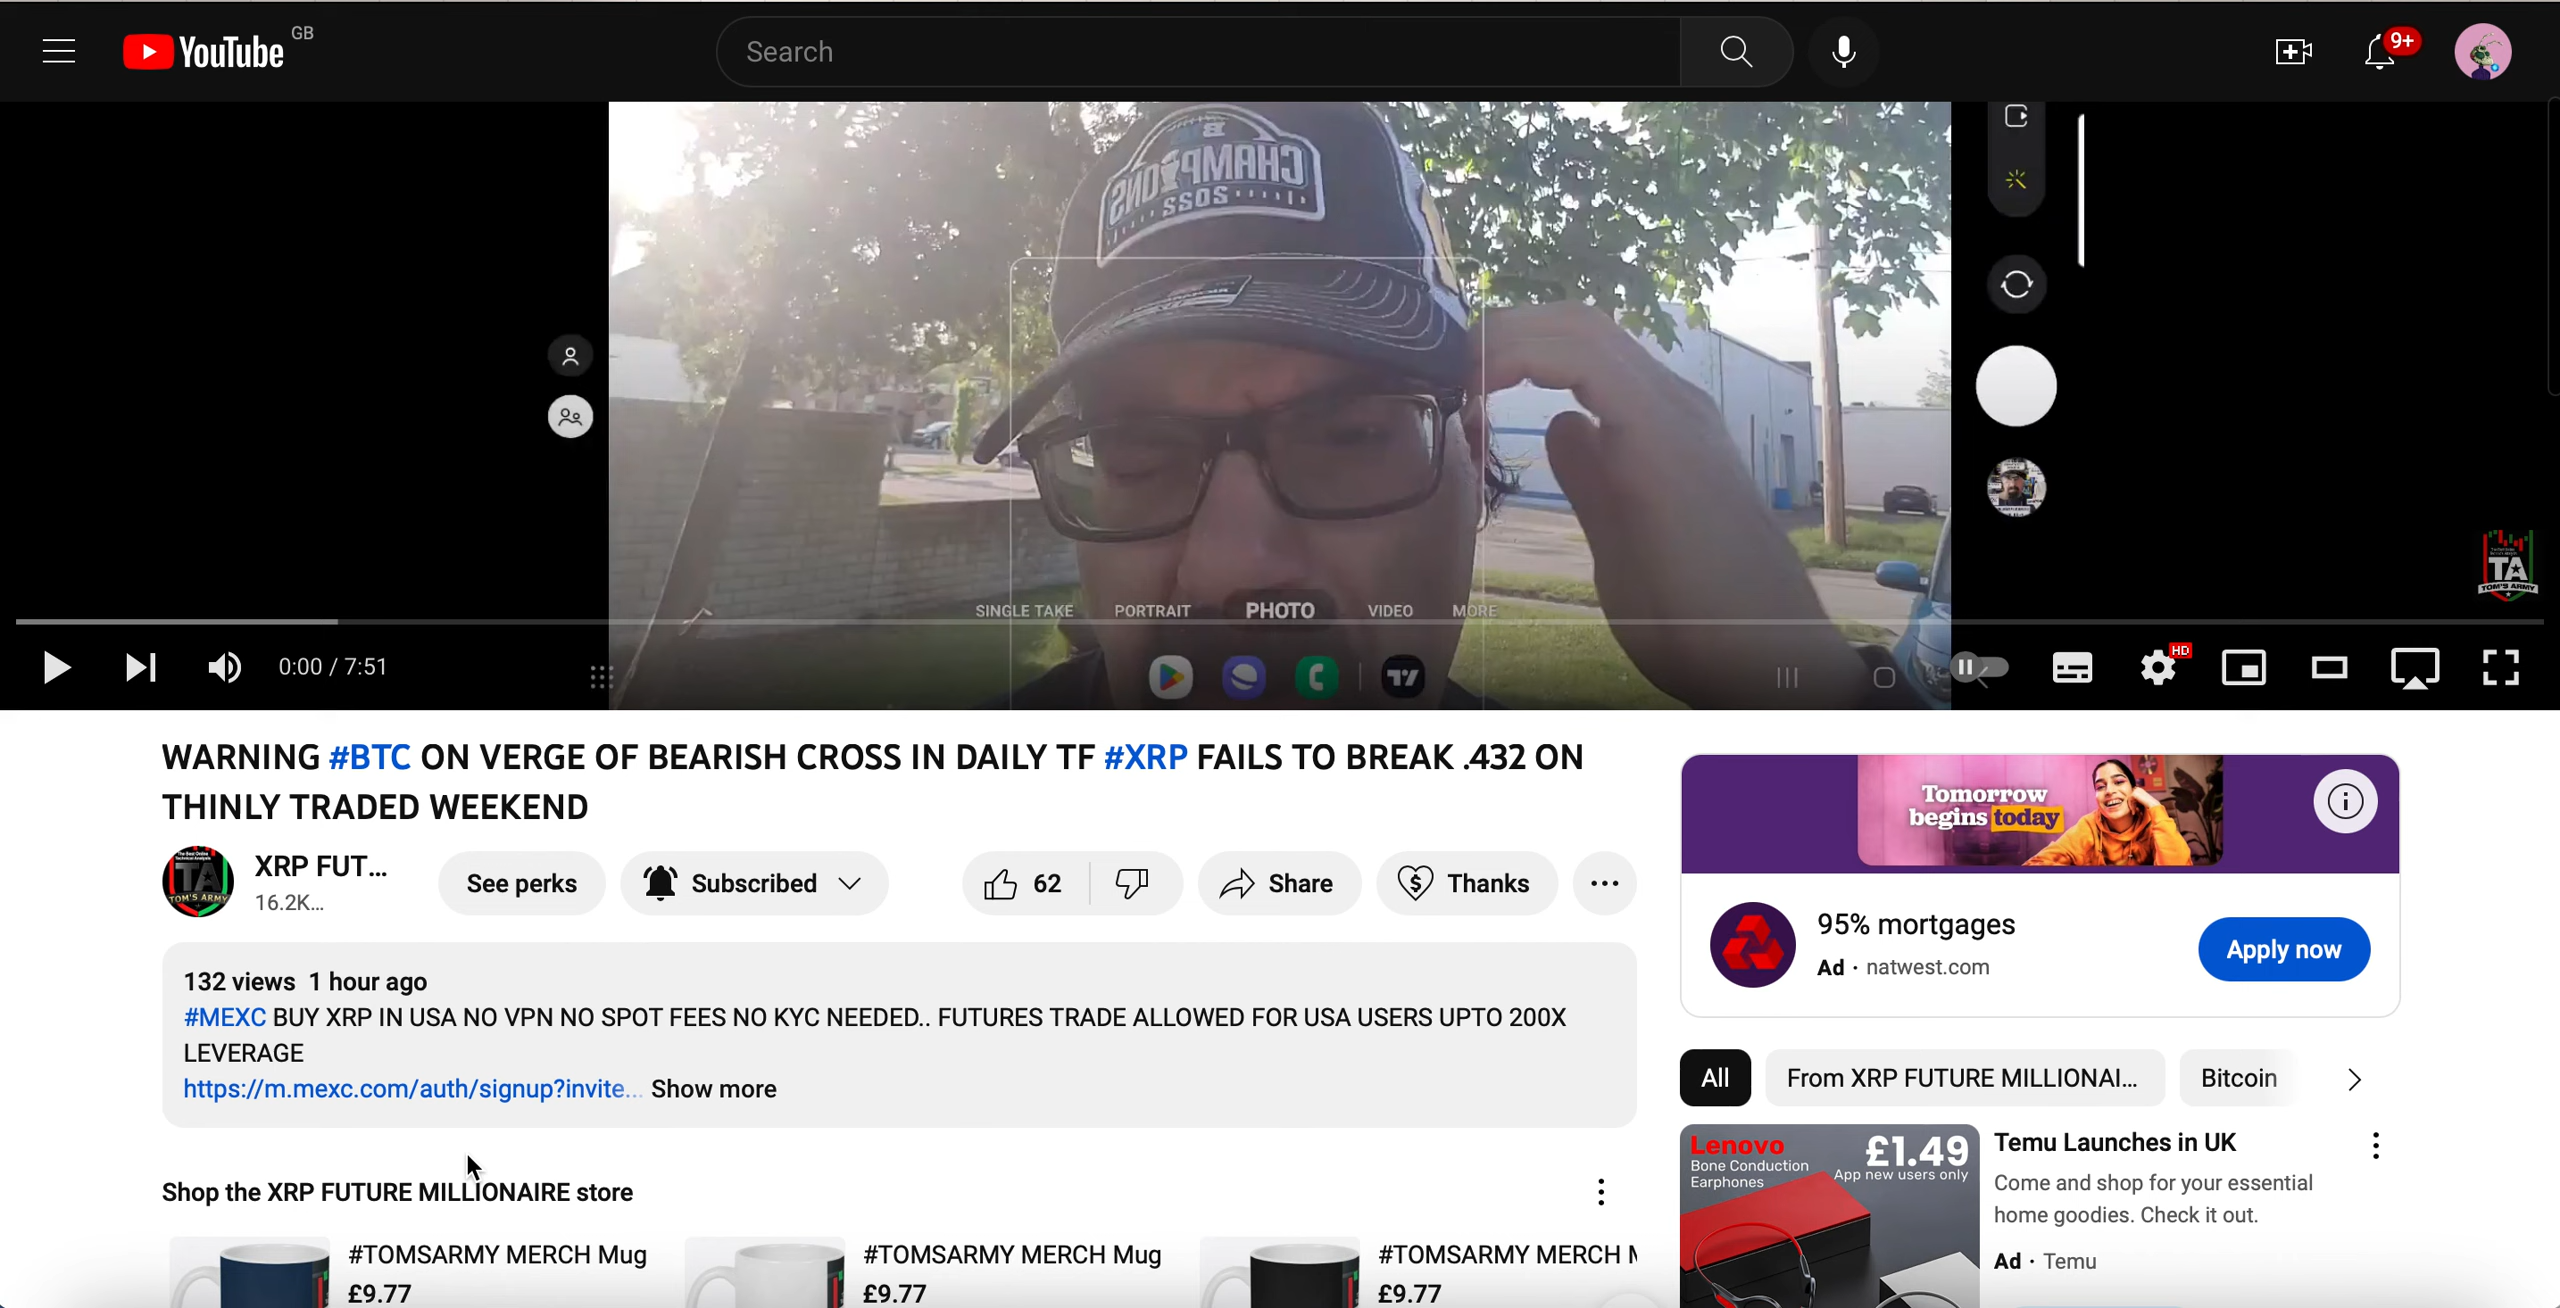 YouTube
GB
Search
9+
SINGLE TAKE PORTRAIT PHOTO VIDEO MORE
TA
TOM'S ARMY
0:00 / 7:51
HD
WARNING #BTC ON VERGE OF BEARISH CROSS IN DAILY TF #XRP FAILS TO BREAK .432 ON
THINLY TRADED WEEKEND
XRP FUT...
16.2K...
See perks
Subscribed
62
Share
Thanks
TA
TOM'S ARMY
132 views 1 hour ago
#MEXC BUY XRP IN USA NO VPN NO SPOT FEES NO KYC NEEDED.. FUTURES TRADE ALLOWED FOR USA USERS UPTO 200X
LEVERAGE
https://m.mexc.com/auth/signup?invite... Show more
Shop the XRP FUTURE MILLIONAIRE store
#TOMSARMY MERCH Mug
£9.77
#TOMSARMY MERCH Mug
£9.77
#TOMSARMY MERCH M
£9.77
Tomorrow
begins today
95% mortgages
Ad · natwest.com
Apply now
All
From XRP FUTURE MILLIONAI...
Bitcoin
Lenovo
Bone Conduction
Earphones
£1.49
App new users only
Temu Launches in UK
Come and shop for your essential
home goodies. Check it out.
Ad · Temu